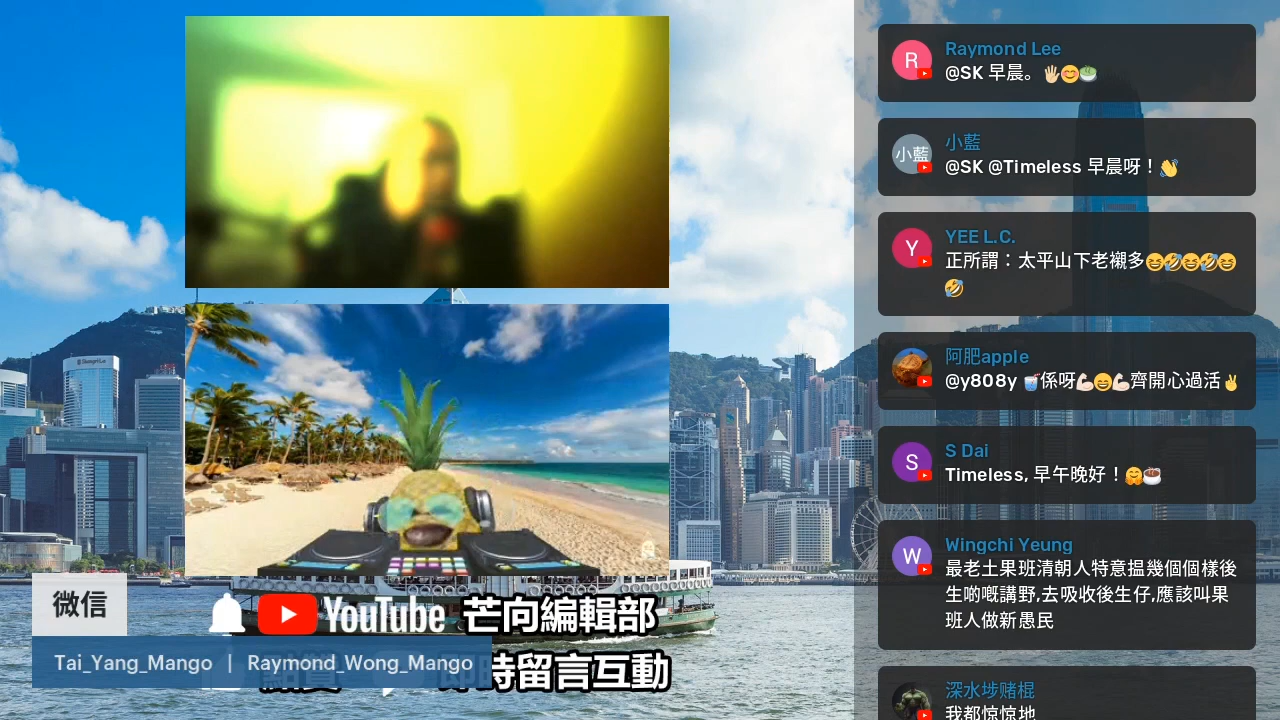 Raymond Lee
@SK 早晨。🖐🏻😊🍵
小藍
@SK @Timeless 早晨呀！👋
YEE L.C.
正所謂：太平山下老襯多😆🤣😆🤣😆
🤣
阿肥apple
@y808y 🥤係呀💪🏻😄💪🏻齊開心過活✌
S Dai
Timeless, 早午晚好！🤗☕
Wingchi Yeung
最老土果班清朝人特意揾幾個個樣後
生啲嘅講野,去吸收後生仔,應該叫果
班人做新愚民
深水埗赌棍
我都惊惊地
R
小藍
Y
S
W
Shangri-La
微信
YouTube 芒向編輯部
Tai_Yang_Mango | Raymond_Wong_Mango
時留言互動